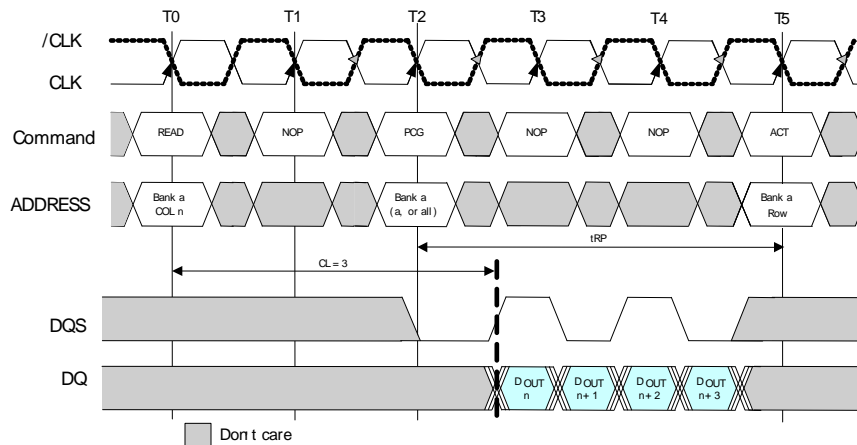 T0 T1 T2 T3 T4 T5
/CLK
CLK
Command READ NOP PCG NOP NOP ACT
ADDRESS
Bank a
COL n
Bank a
(a, or all)
Bank a
Row
tRP
CL = 3
DQS
DQ
DOUT
n
DOUT
n+1
DOUT
n+2
DOUT
n+3
Don't care